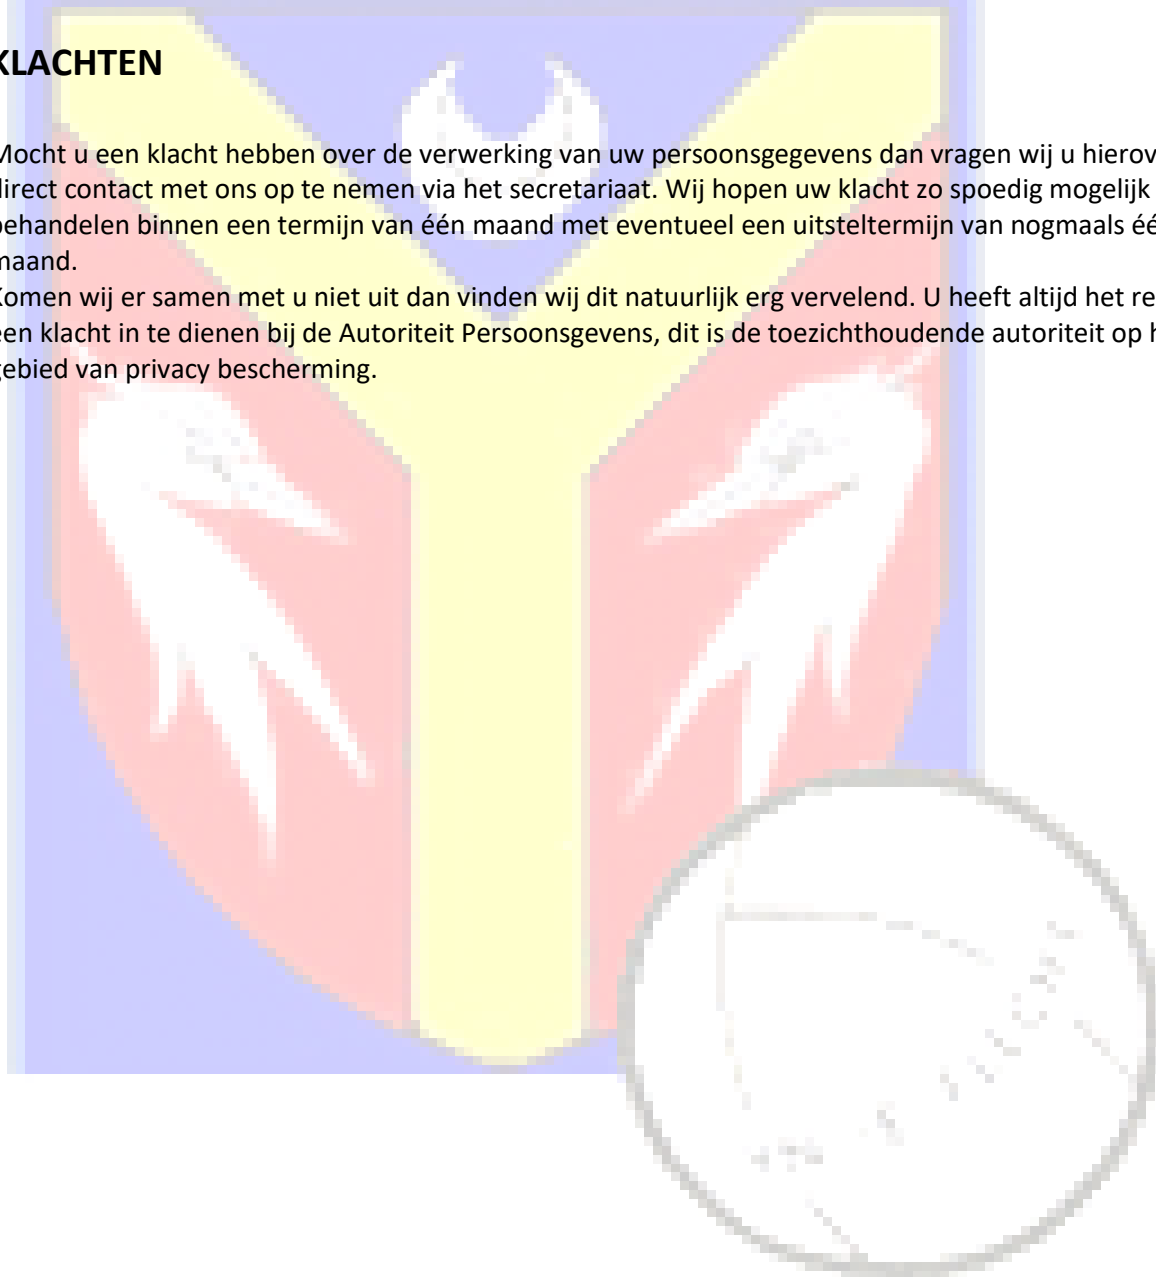 KLACHTEN
Mocht u een klacht hebben over de verwerking van uw persoonsgegevens dan vragen wij u hierov
direct contact met ons op te nemen via het secretariaat. Wij hopen uw klacht zo spoedig mogelijk
behandelen binnen een termijn van één maand met eventueel een uitsteltermijn van nogmaals éé
maand.
Komen wij er samen met u niet uit dan vinden wij dit natuurlijk erg vervelend. U heeft altijd het re
een klacht in te dienen bij de Autoriteit Persoonsgevens, dit is de toezichthoudende autoriteit op h
gebied van privacy bescherming.